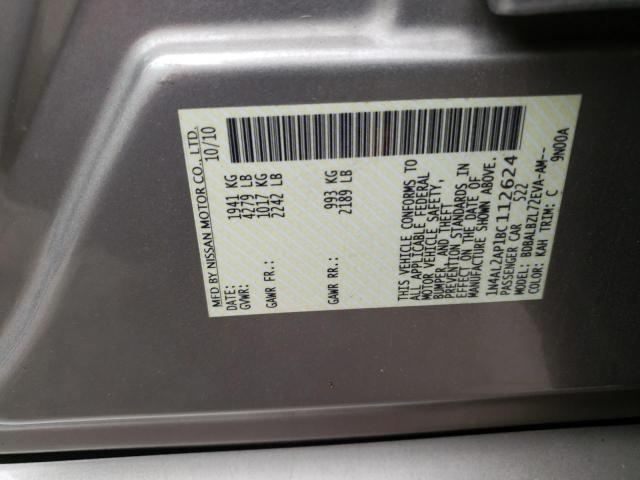 MFD BY NISSAN MOTOR CO., LTD.
DATE: 10/10
GVWR: 1941 KG
4279 LB
GAWR FR.: 1017 KG
2242 LB
GAWR RR.: 993 KG
2189 LB
THIS VEHICLE CONFORMS TO
ALL APPLICABLE FEDERAL
MOTOR VEHICLE SAFETY,
BUMPER, AND THEFT
PREVENTION STANDARDS IN
EFFECT ON THE DATE OF
MANUFACTURE SHOWN ABOVE.
1N4AL2AP1BC112624
PASSENGER CAR 522
MODEL: BDBALBZL72EVA-AM--
COLOR: KAH TRIM: C 9N00A